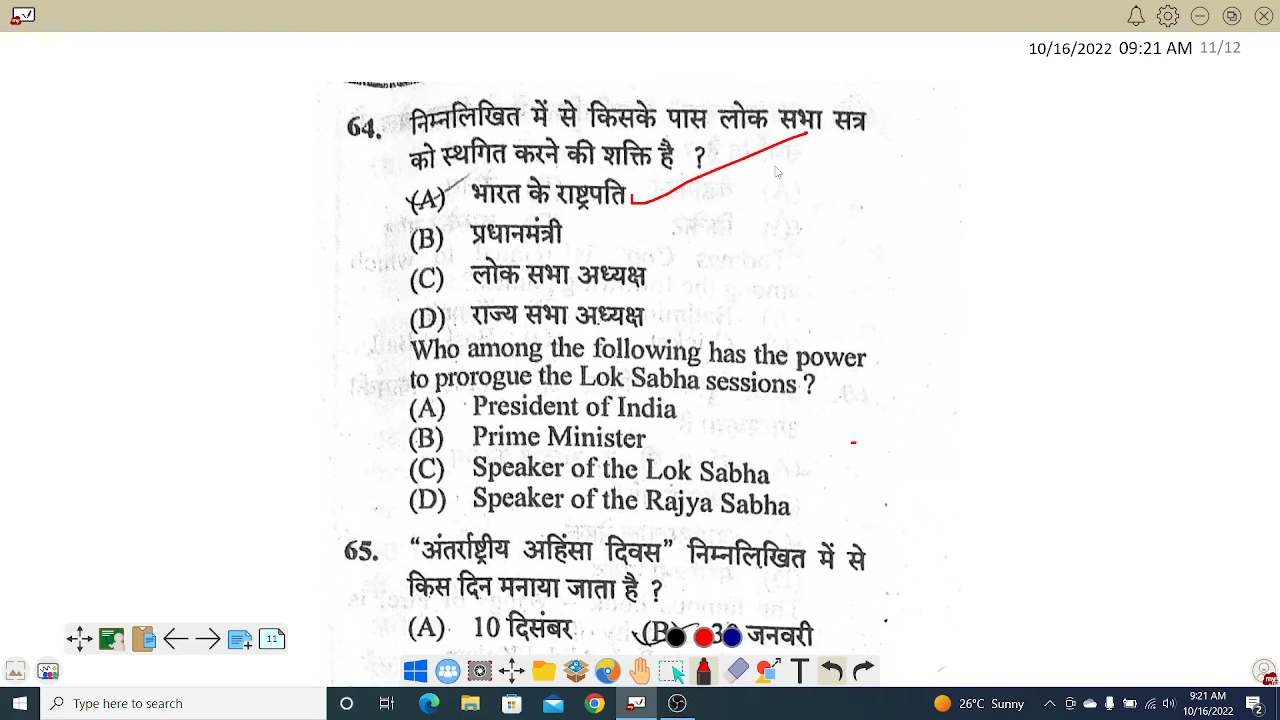 10/16/2022 09:21 AM 11/12
64. निम्नलिखित में से किसके पास लोक सभा सत्र
को स्थगित करने की शक्ति है ?
(A) भारत के राष्ट्रपति
(B) प्रधानमंत्री
(C) लोक सभा अध्यक्ष
(D) राज्य सभा अध्यक्ष
Who among the following has the power
to prorogue the Lok Sabha sessions ?
(A) President of India
(B) Prime Minister
(C) Speaker of the Lok Sabha
(D) Speaker of the Rajya Sabha
65. “अंतर्राष्ट्रीय अहिंसा दिवस” निम्नलिखित में से
किस दिन मनाया जाता है ?
(A) 10 दिसंबर (B) जनवरी
11
Type here to search
26°C Sunny
9:21 AM
10/16/2022